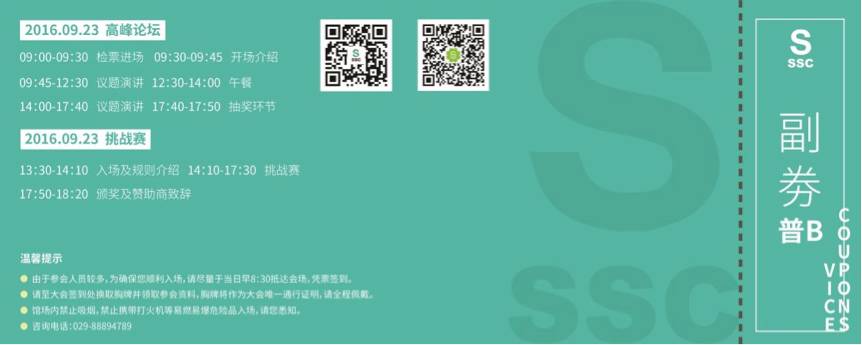 2016.09.23 高峰论坛
09:00-09:30 检票进场 09:30-09:45 开场介绍
09:45-12:30 议题演讲 12:30-14:00 午餐
14:00-17:40 议题演讲 17:40-17:50 抽奖环节
2016.09.23 挑战赛
13:30-14:10 入场及规则介绍 14:10-17:30 挑战赛
17:50-18:20 颁奖及赞助商致辞
温馨提示
由于参会人员较多,为确保您顺利入场,请尽量于当日早8:30抵达会场,凭票签到。
请至大会签到处换取胸牌并领取参会资料,胸牌将作为大会唯一通行证明,请全程佩戴。
馆场内禁止吸烟,禁止携带打火机等易燃易爆危险品入场,请您悉知。
咨询电话:029-88894789
S
SSC
S
SSC
S
SSC
副券
普B
VICE
COUPONS